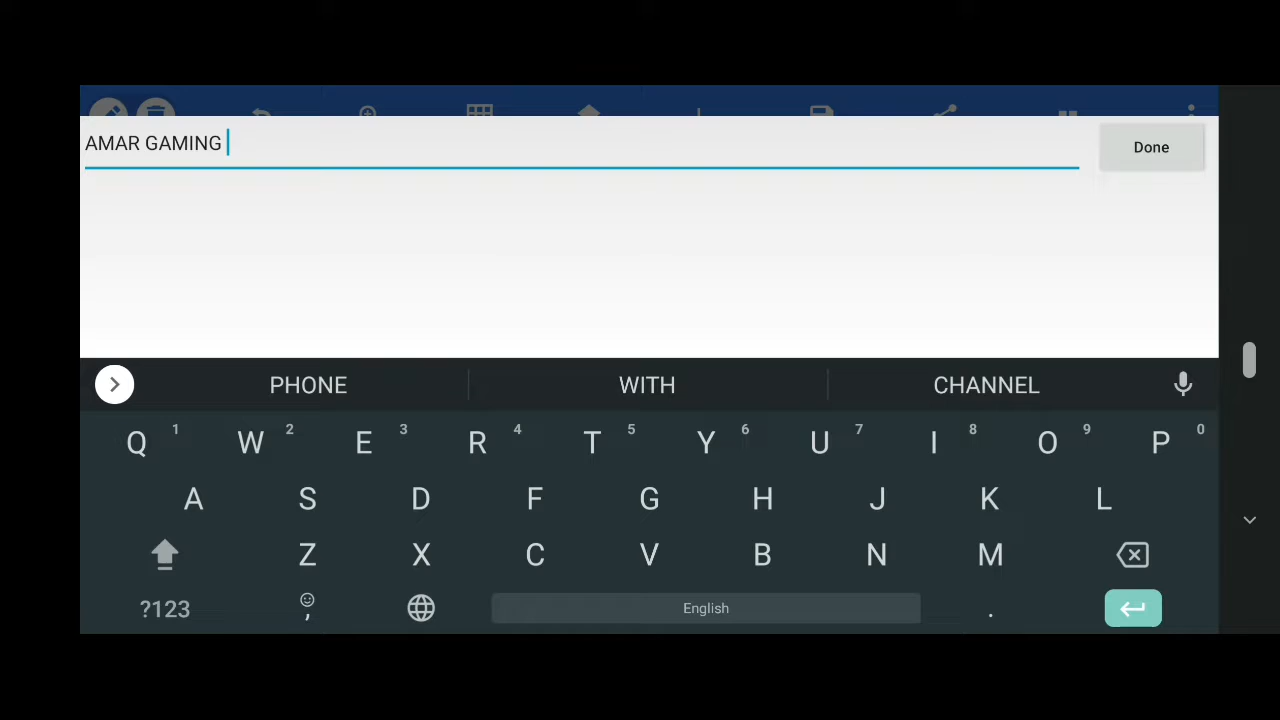 AMAR GAMING
Done
PHONE WITH CHANNEL
Q 1 W 2 E 3 R 4 T 5 Y 6 U 7 I 8 O 9 P 0
A S D F G H J K L
Z X C V B N M
?123 , English .